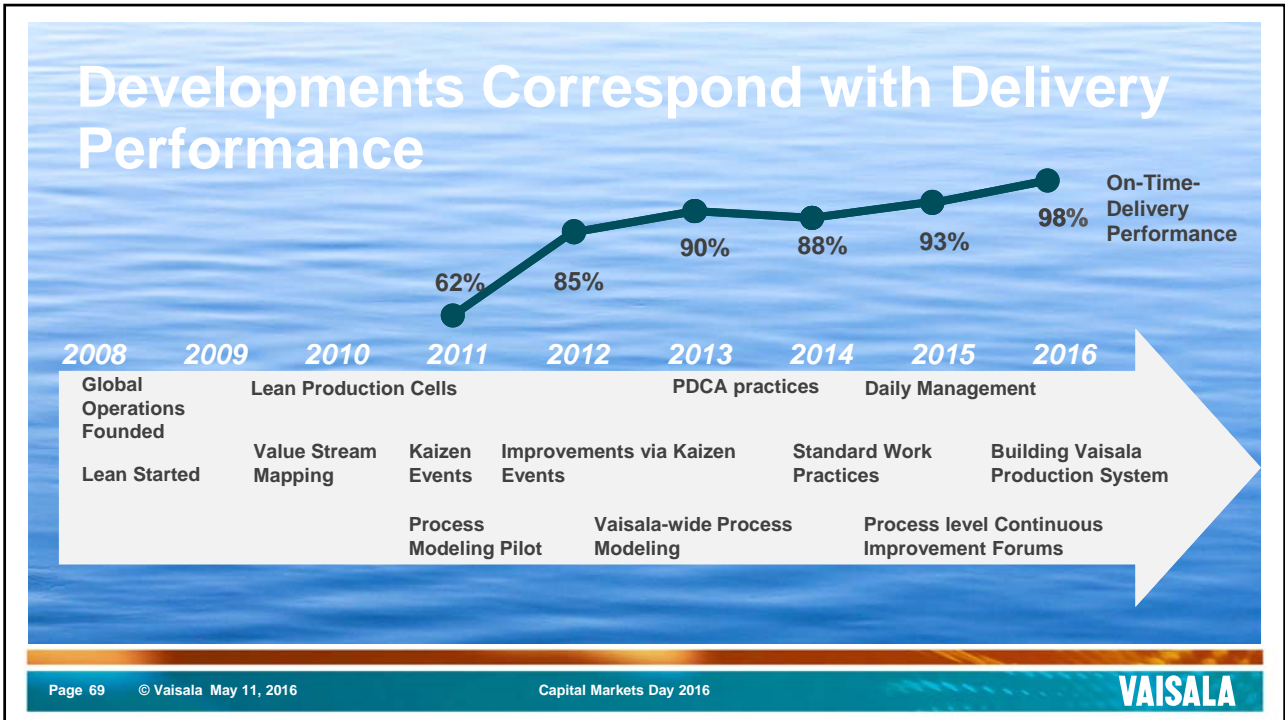 Developments Correspond with Delivery
Performance
On-Time-
Delivery
Performance
62%
85%
90%
88%
93%
98%
2008 2009 2010 2011 2012 2013 2014 2015 2016
Global
Operations
Founded
Lean Started
Lean Production Cells
Value Stream
Mapping
Kaizen
Events
Process
Modeling Pilot
Improvements via Kaizen
Events
Vaisala-wide Process
Modeling
PDCA practices
Standard Work
Practices
Daily Management
Process level Continuous
Improvement Forums
Building Vaisala
Production System
Page 69 © Vaisala May 11, 2016 Capital Markets Day 2016 VAISALA